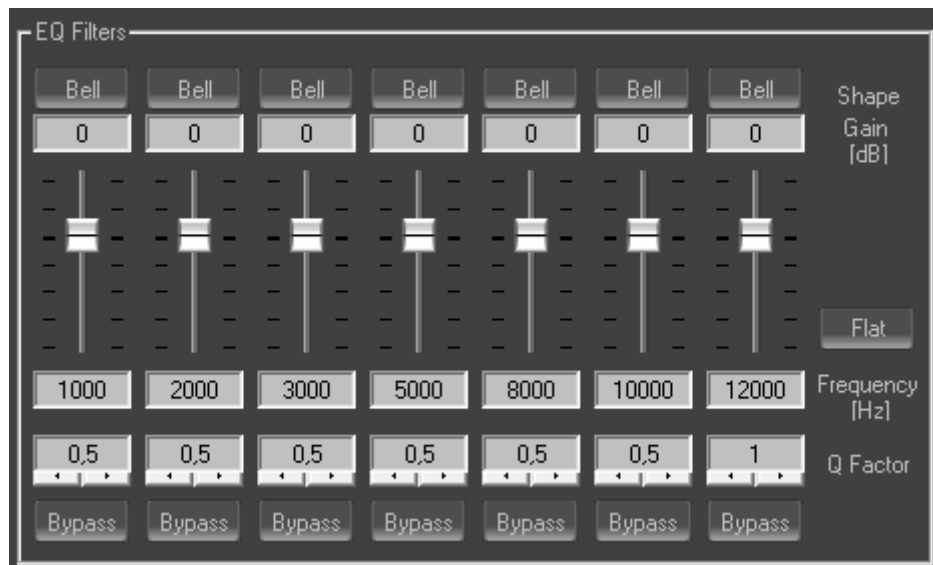 EQ Filters
Bell Bell Bell Bell Bell Bell Bell Shape
0 0 0 0 0 0 0 Gain
[dB]
Flat
1000 2000 3000 5000 8000 10000 12000 Frequency
[Hz]
0,5 0,5 0,5 0,5 0,5 0,5 1 Q Factor
Bypass Bypass Bypass Bypass Bypass Bypass Bypass